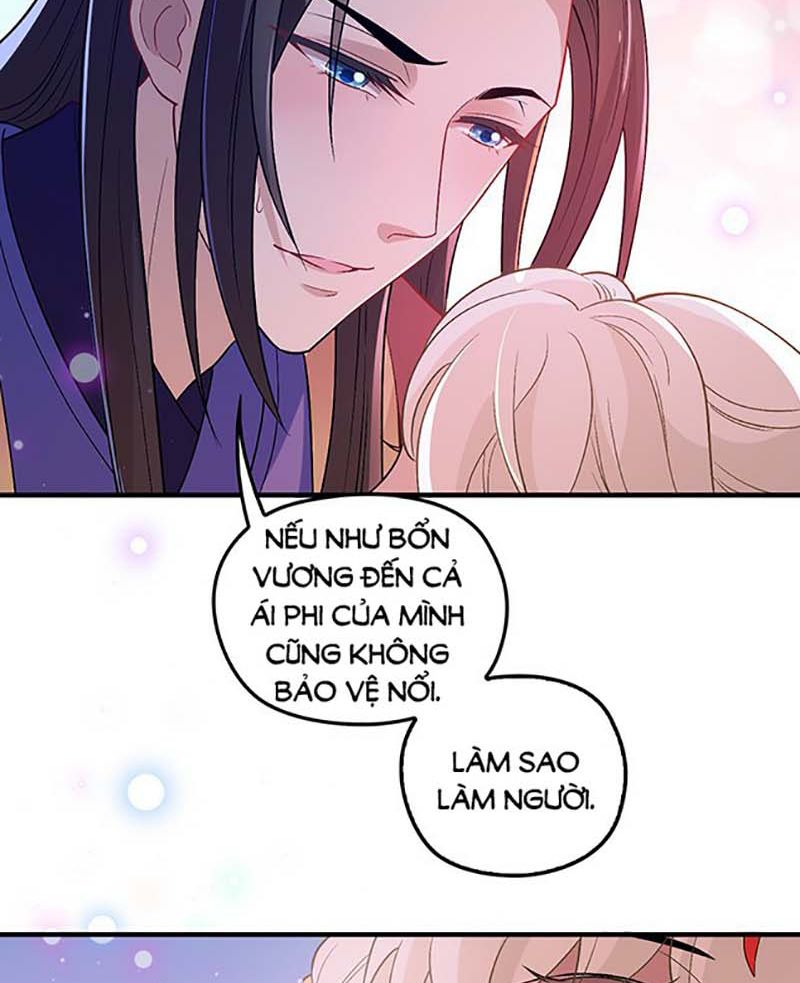 NẾU NHƯ BỔN
VƯƠNG ĐẾN CẢ
ÁI PHI CỦA MÌNH
CŨNG KHÔNG
BẢO VỆ NỔI.
LÀM SAO
LÀM NGƯỜI.